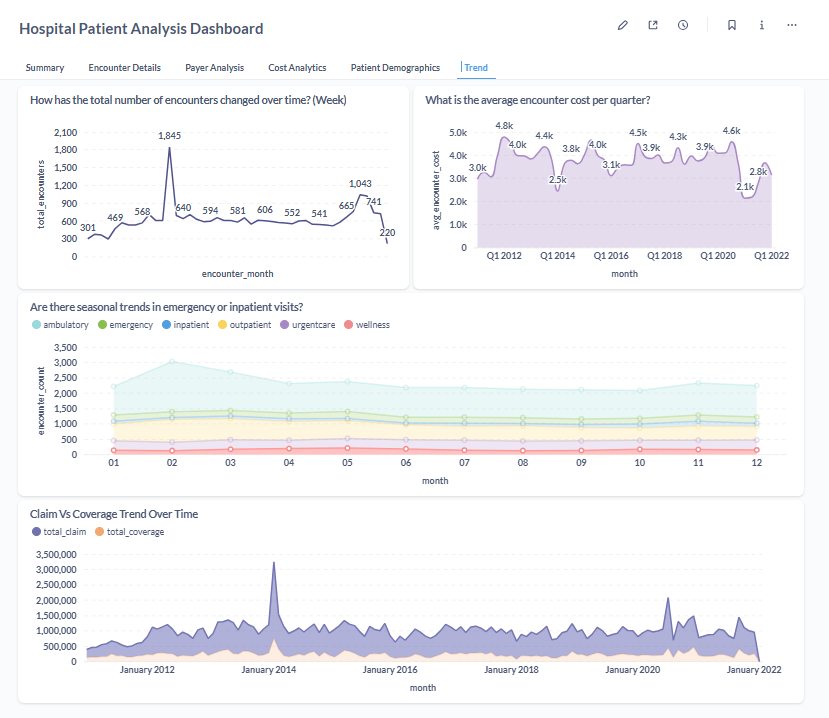 Hospital Patient Analysis Dashboard
Summary Encounter Details Payer Analysis Cost Analytics Patient Demographics Trend
How has the total number of encounters changed over time? (Week)
2,100
1,800
1,500
1,200
900
600
300
0
total_encounters
301 469 568 1,845 640 594 581 606 552 541 665 1,043 741 220
encounter_month
What is the average encounter cost per quarter?
5.0k
4.0k
3.0k
2.0k
1.0k
0
avg_encounter_cost
3.0k 4.8k 4.0k 4.4k 2.5k 3.8k 4.0k 3.1k 4.5k 3.9k 4.3k 3.9k 4.6k 2.1k 2.8k
Q1 2012 Q1 2014 Q1 2016 Q1 2018 Q1 2020 Q1 2022
month
Are there seasonal trends in emergency or inpatient visits?
ambulatory emergency inpatient outpatient urgentcare wellness
3,500
3,000
2,500
2,000
1,500
1,000
500
0
encounter_count
01 02 03 04 05 06 07 08 09 10 11 12
month
Claim Vs Coverage Trend Over Time
total_claim total_coverage
3,500,000
3,000,000
2,500,000
2,000,000
1,500,000
1,000,000
500,000
0
January 2012 January 2014 January 2016 January 2018 January 2020 January 2022
month